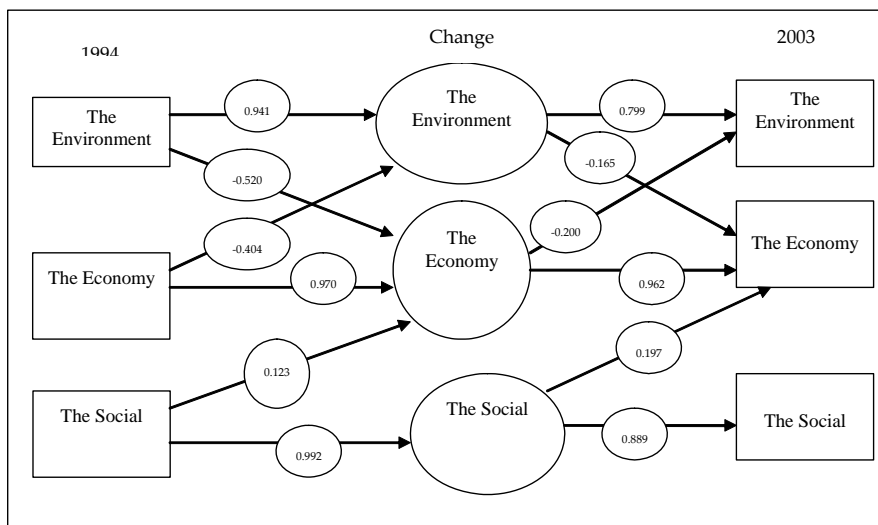 1994
Change
2003
The
Environment
0.941
The
Environment
0.799
The
Environment
-0.520
-0.165
-0.404
-0.200
The Economy
0.970
The
Economy
0.962
The Economy
0.123
0.197
The Social
0.992
The Social
0.889
The Social